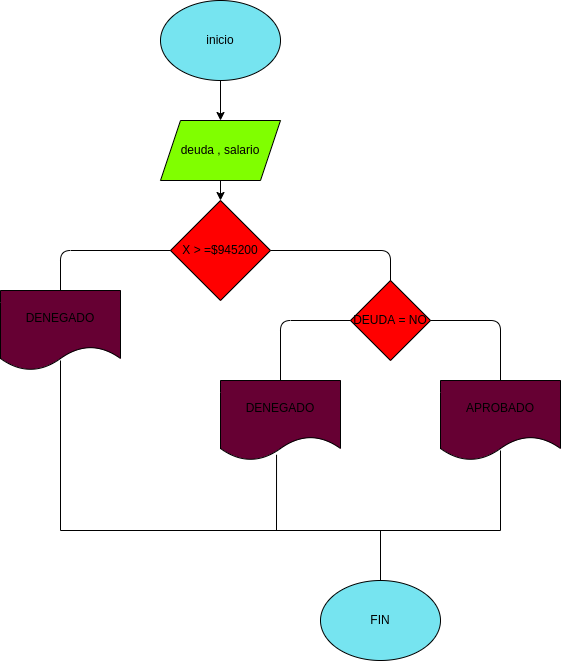 inicio
deuda , salario
X > =$945200
DENEGADO
DEUDA = NO
DENEGADO
APROBADO
FIN